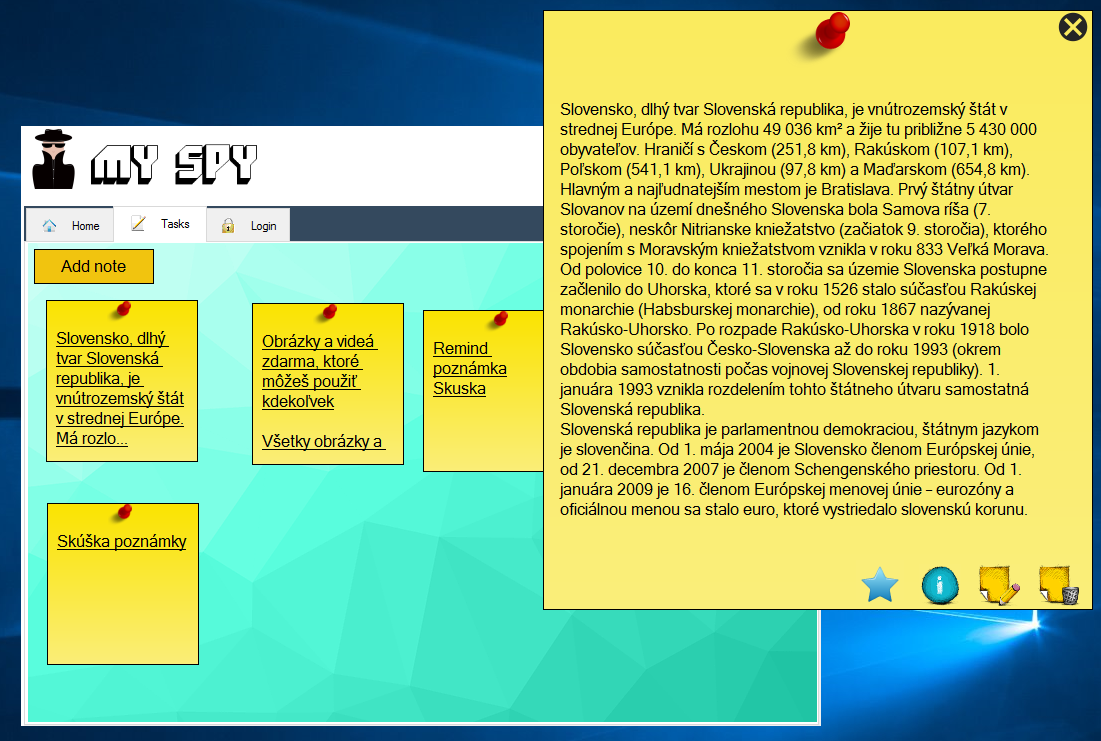 MY SPY
Home
Tasks
Login
Add note
Slovensko, dlhý
tvar Slovenská
republika, je
vnútrozemský štát
v strednej Európe.
Má rozlo...
Obrázky a videá
zdarma, ktoré
môžeš použiť
kdekoľvek
Všetky obrázky a
Remind
poznámka
Skuska
Skúška poznámky
Slovensko, dlhý tvar Slovenská republika, je vnútrozemský štát v
strednej Európe. Má rozlohu 49 036 km² a žije tu približne 5 430 000
obyvateľov. Hraničí s Českom (251,8 km), Rakúskom (107,1 km),
Poľskom (541,1 km), Ukrajinou (97,8 km) a Maďarskom (654,8 km).
Hlavným a najľudnatejším mestom je Bratislava. Prvý štátny útvar
Slovanov na území dnešného Slovenska bola Samova ríša (7.
storočie), neskôr Nitrianske kniežatstvo (začiatok 9. storočia), ktorého
spojením s Moravským kniežatstvom vznikla v roku 833 Veľká Morava.
Od polovice 10. do konca 11. storočia sa územie Slovenska postupne
začlenilo do Uhorska, ktoré sa v roku 1526 stalo súčasťou Rakúskej
monarchie (Habsburskej monarchie), od roku 1867 nazývanej
Rakúsko-Uhorsko. Po rozpade Rakúsko-Uhorska v roku 1918 bolo
Slovensko súčasťou Česko-Slovenska až do roku 1993 (okrem
obdobia samostatnosti počas vojnovej Slovenskej republiky). 1.
januára 1993 vznikla rozdelením tohto štátneho útvaru samostatná
Slovenská republika.
Slovenská republika je parlamentnou demokraciou, štátnym jazykom
je slovenčina. Od 1. mája 2004 je Slovensko členom Európskej únie,
od 21. decembra 2007 je členom Schengenského priestoru. Od 1.
januára 2009 je 16. členom Európskej menovej únie – eurozóny a
oficiálnou menou sa stalo euro, ktoré vystriedalo slovenskú korunu.